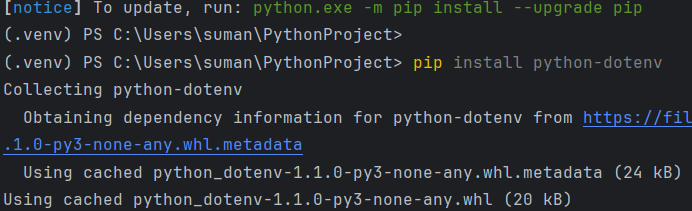 [notice] To update, run: python.exe -m pip install --upgrade pip
(.venv) PS C:\Users\suman\PythonProject>
(.venv) PS C:\Users\suman\PythonProject> pip install python-dotenv
Collecting python-dotenv
  Obtaining dependency information for python-dotenv from https://fil
.1.0-py3-none-any.whl.metadata
  Using cached python_dotenv-1.1.0-py3-none-any.whl.metadata (24 kB)
Using cached python_dotenv-1.1.0-py3-none-any.whl (20 kB)